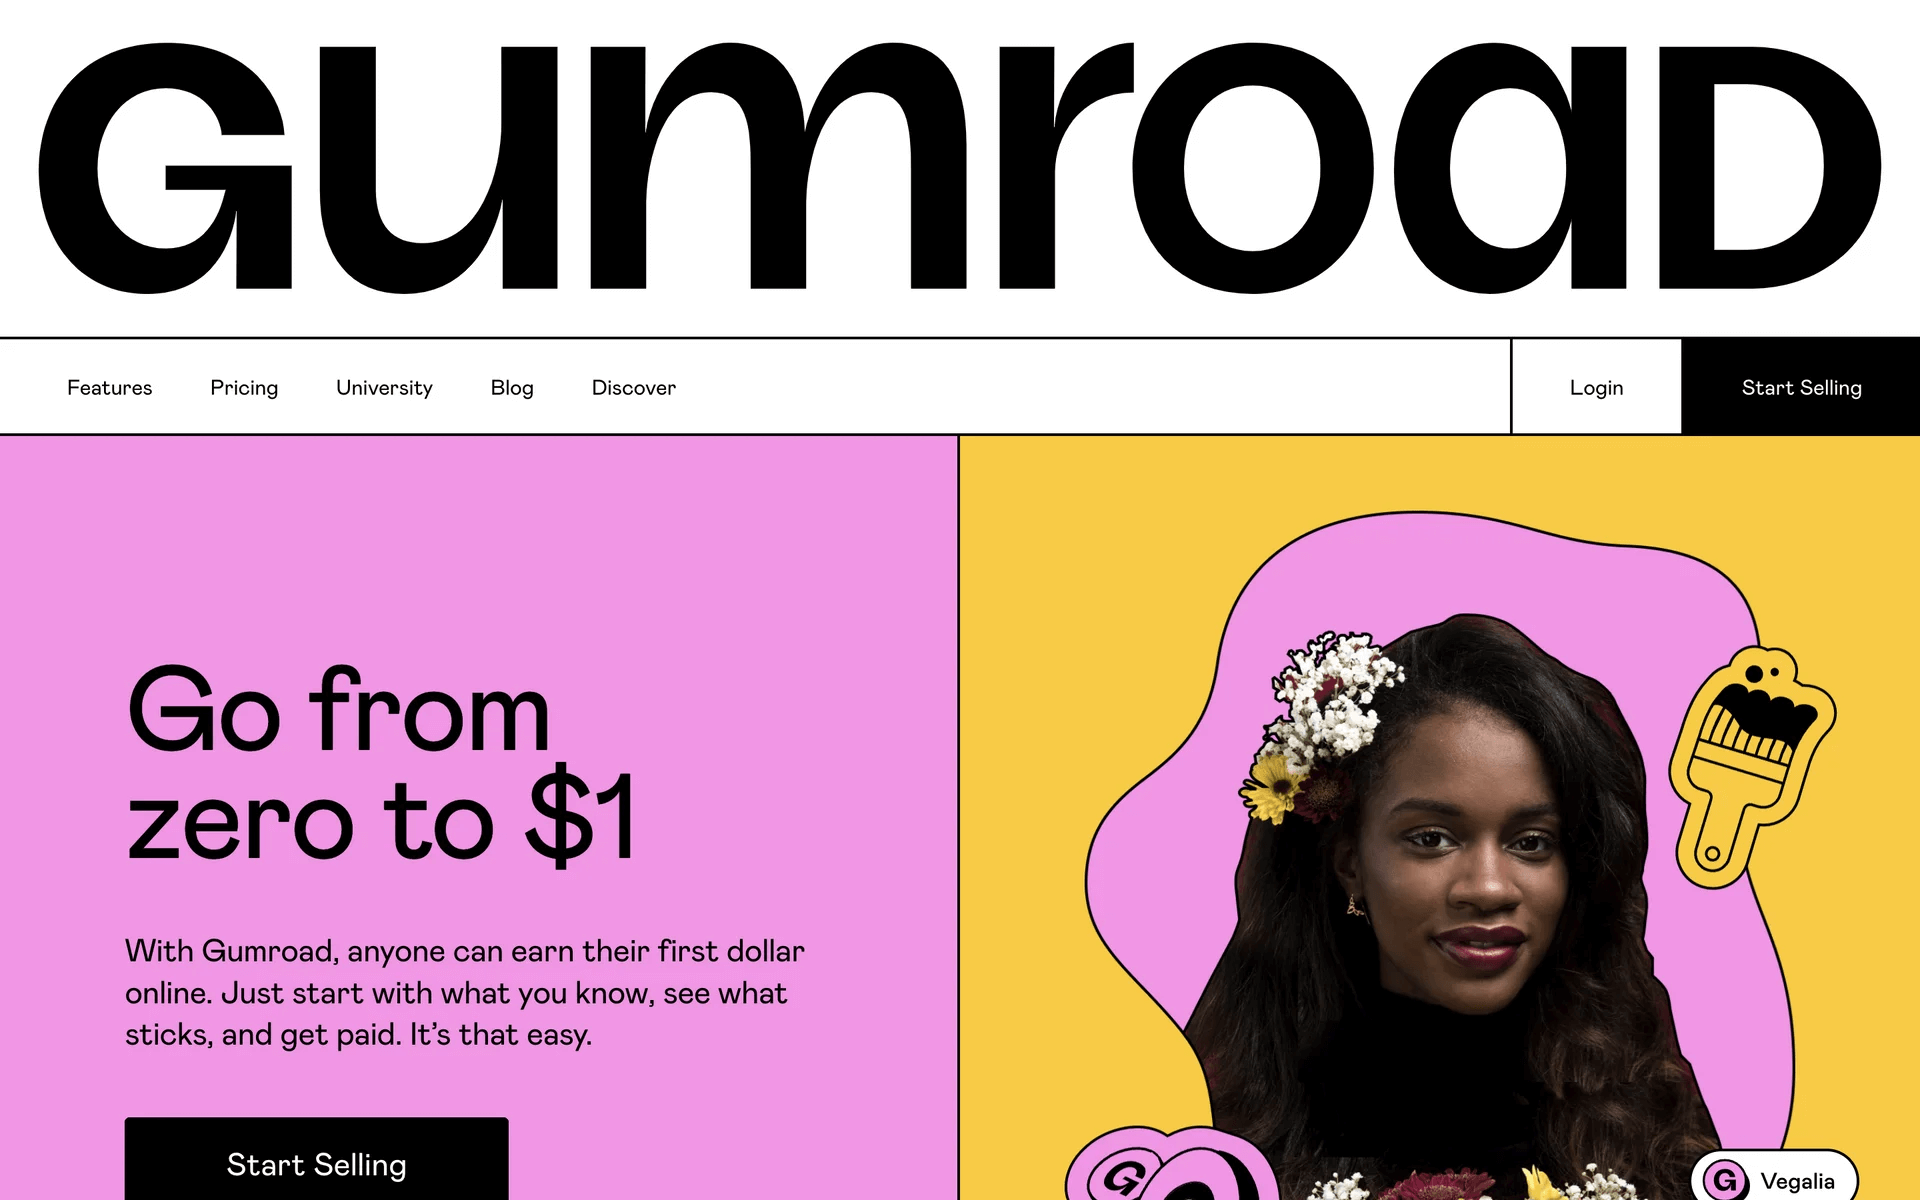 Gumroad
Features
Pricing
University
Blog
Discover
Login
Start Selling
Go from
zero to $1
With Gumroad, anyone can earn their first dollar
online. Just start with what you know, see what
sticks, and get paid. It’s that easy.
Start Selling
G
G Vegalia